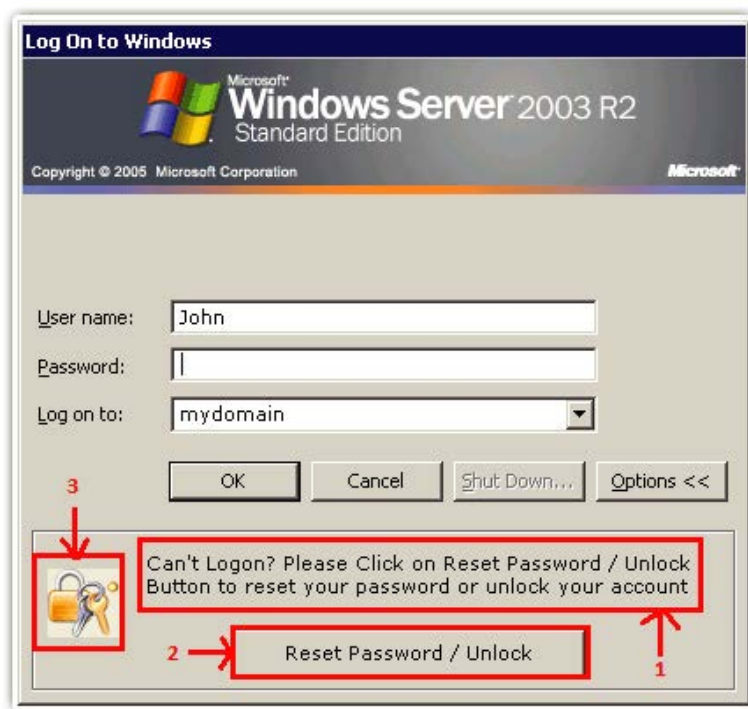 Log On to Windows
Microsoft
Windows Server 2003 R2
Standard Edition
Copyright © 2005 Microsoft Corporation
Microsoft
User name:
John
Password:
Log on to:
mydomain
OK
Cancel
Shut Down...
Options <<
3
Can't Logon? Please Click on Reset Password / Unlock
Button to reset your password or unlock your account
2
Reset Password / Unlock
1